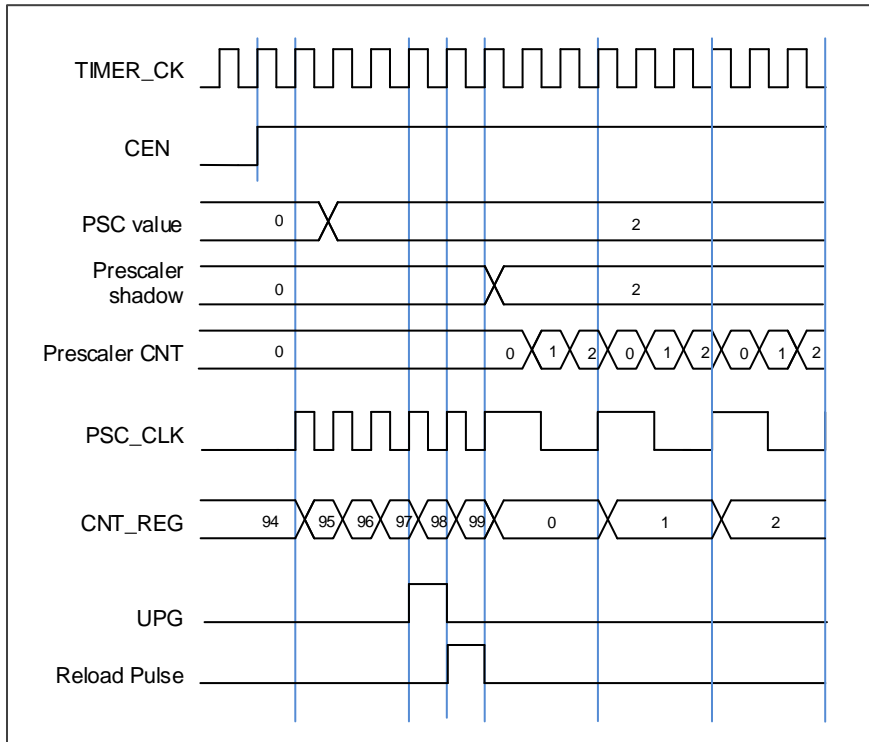 TIMER_CK
CEN
PSC value 0 2
Prescaler
shadow 0 2
Prescaler CNT 0 0 1 2 0 1 2 0 1 2
PSC_CLK
CNT_REG 94 95 96 97 98 99 0 1 2
UPG
Reload Pulse